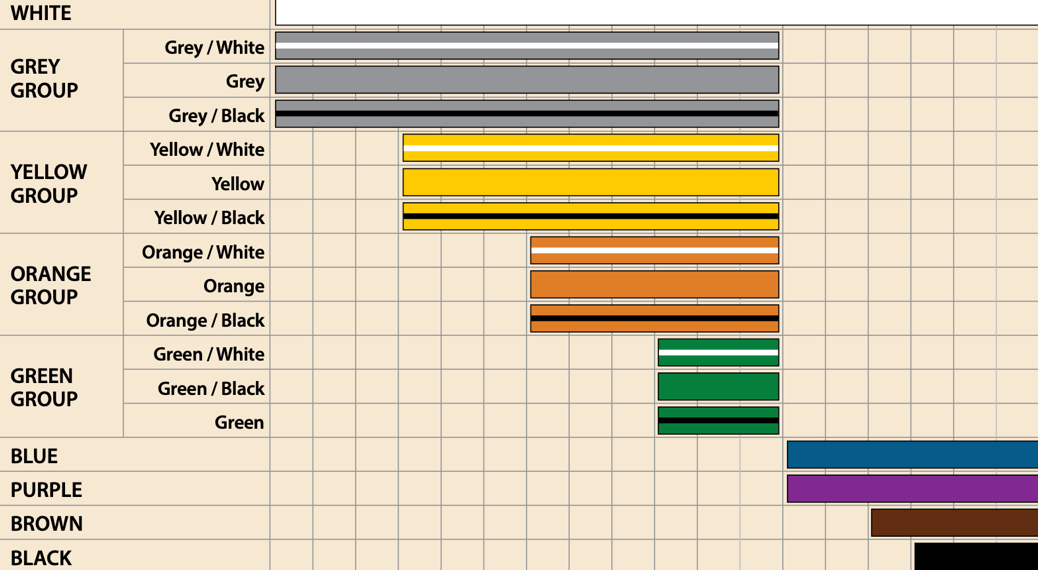 WHITE
GREY
GROUP
Grey / White
Grey
Grey / Black
YELLOW
GROUP
Yellow / White
Yellow
Yellow / Black
ORANGE
GROUP
Orange / White
Orange
Orange / Black
GREEN
GROUP
Green / White
Green / Black
Green
BLUE
PURPLE
BROWN
BLACK